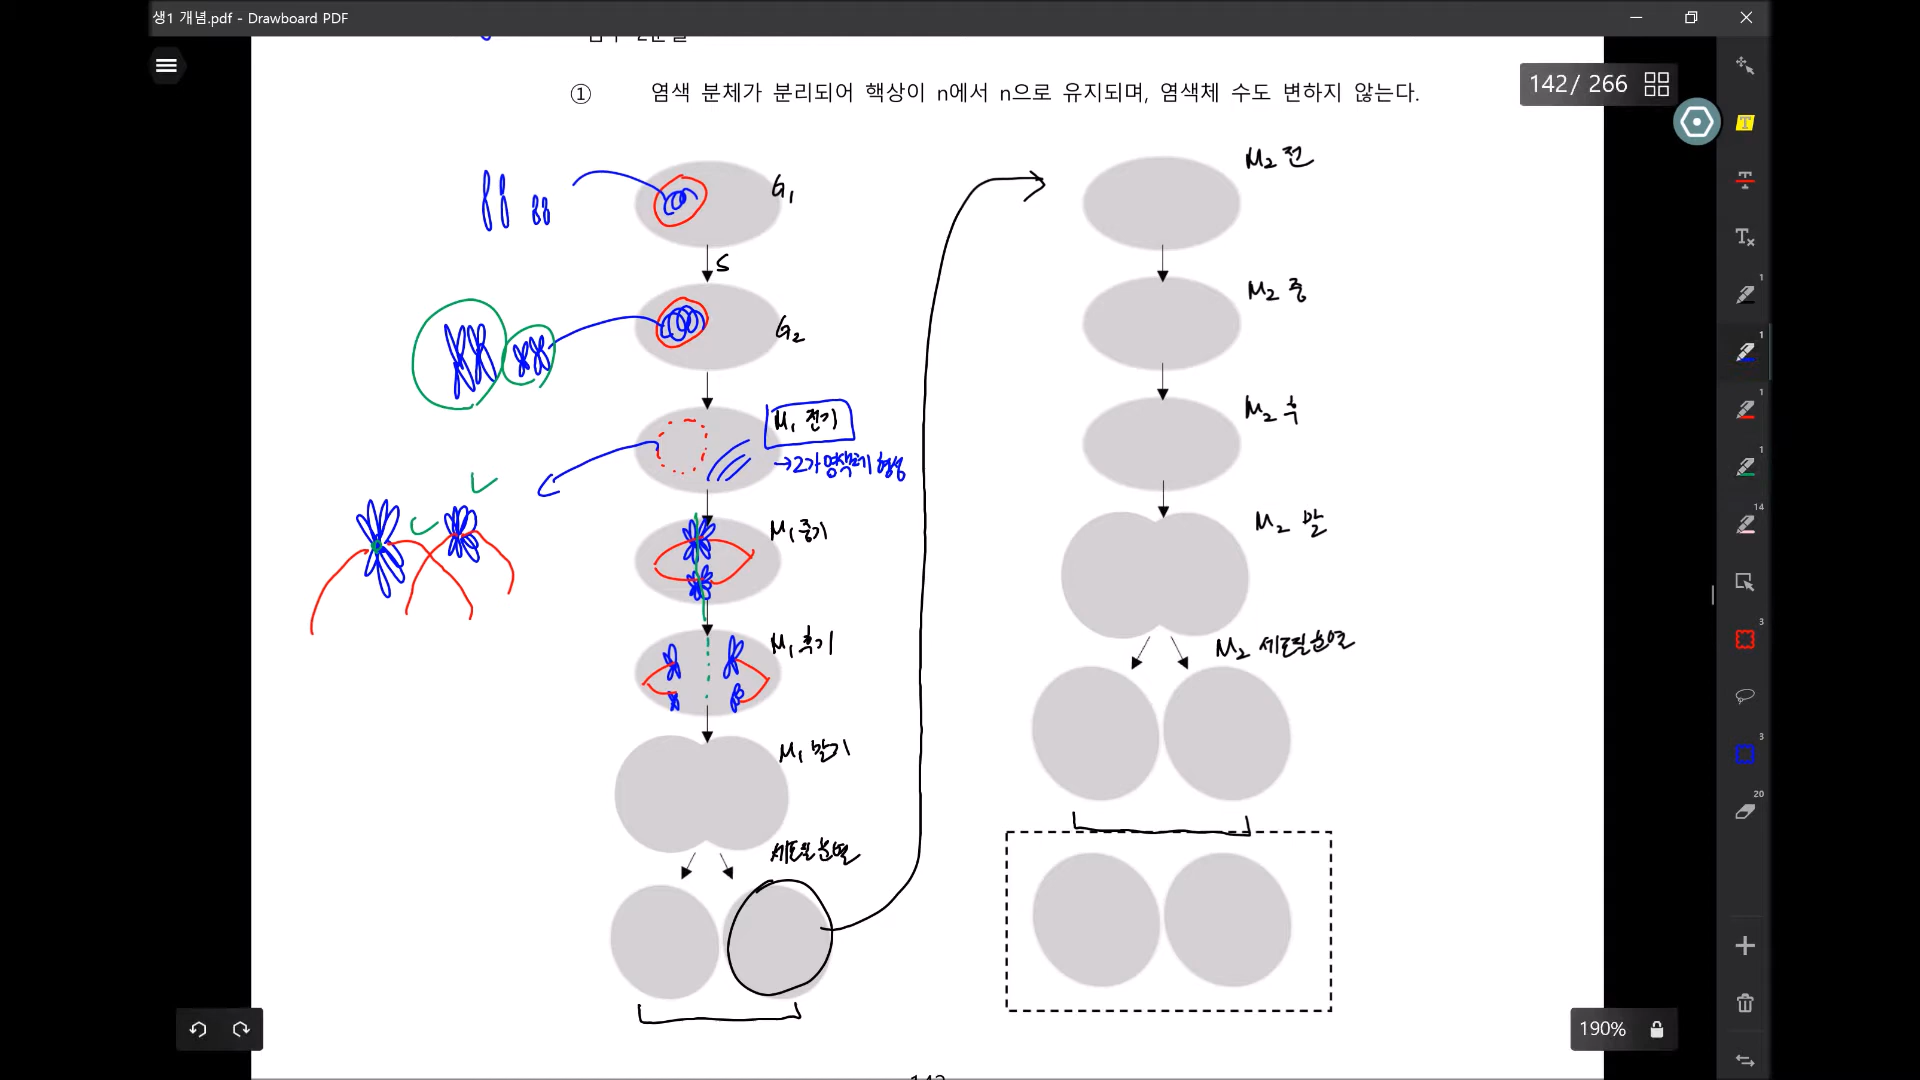 생1 개념.pdf - Drawboard PDF
142 / 266
① 염색 분체가 분리되어 핵상이 n에서 n으로 유지되며, 염색체 수도 변하지 않는다.
G₁
S
G₂
M₁ 전기
→2가 염색체 형성
M₁ 중기
M₁ 후기
M₁ 말기
세포질 분열
M₂ 전
M₂ 중
M₂ 후
M₂ 말
M₂ 세포질 분열
190%